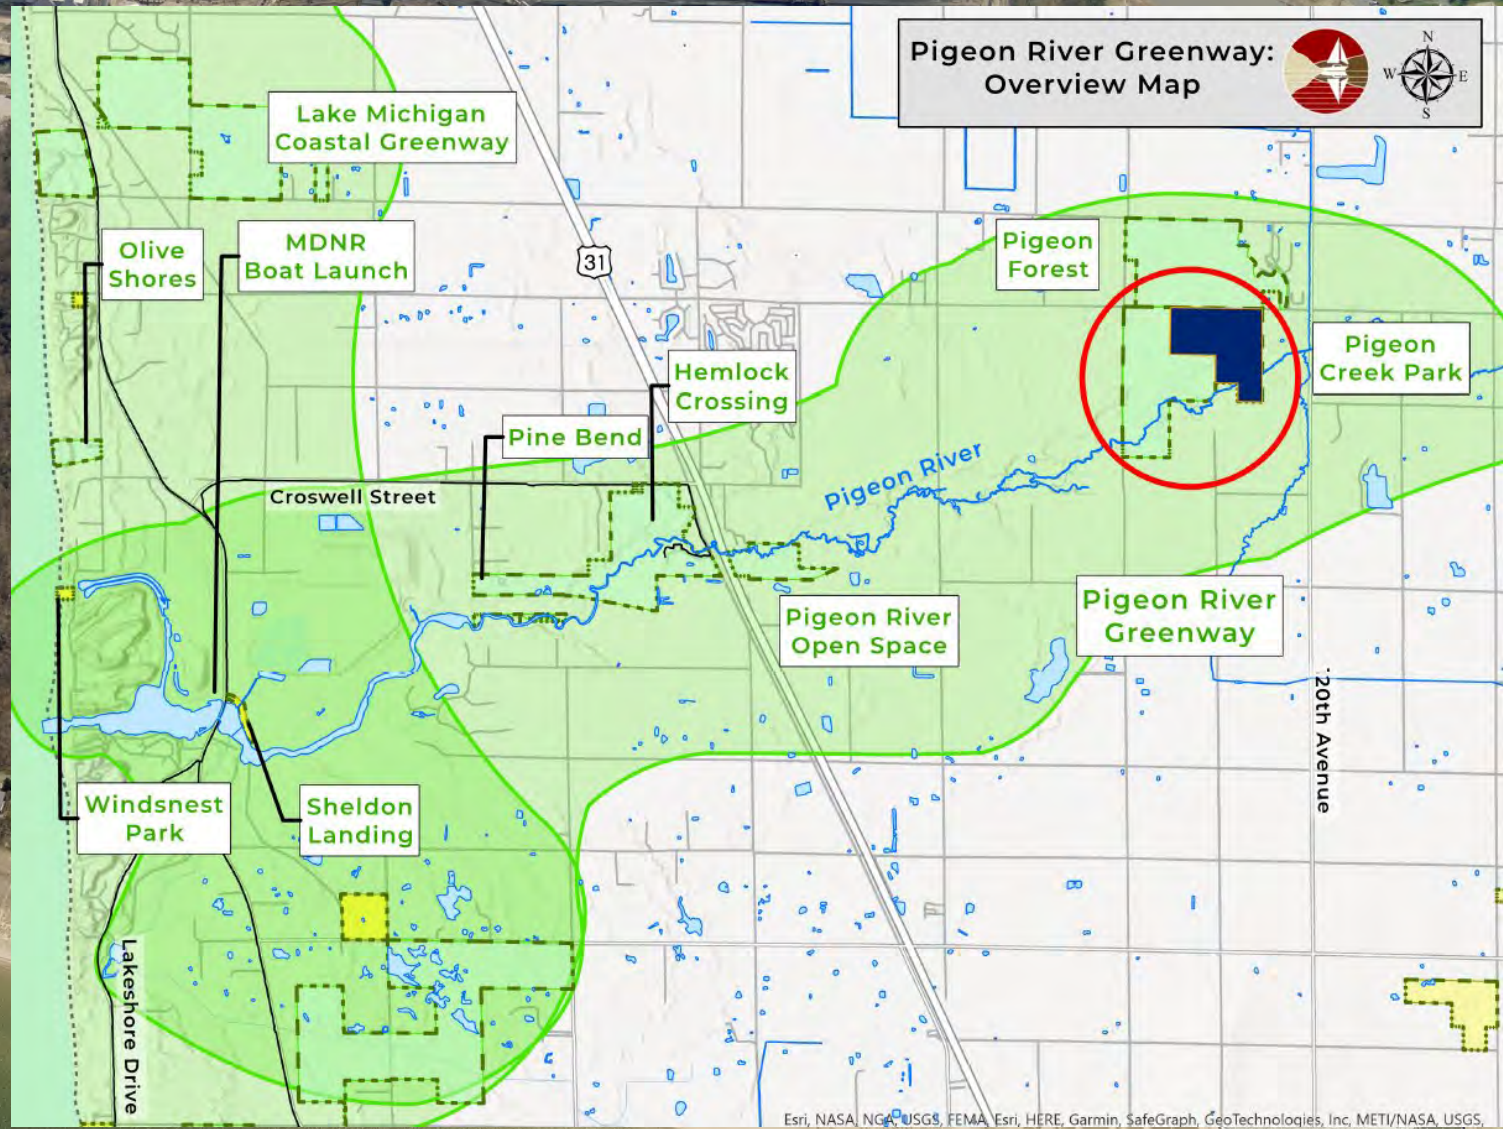 Pigeon River Greenway:
Overview Map
N
W
E
S
Lake Michigan
Coastal Greenway
Olive
Shores
MDNR
Boat Launch
31
Pigeon
Forest
Pigeon
Creek Park
Hemlock
Crossing
Pine Bend
Croswell Street
Pigeon River
Pigeon River
Open Space
Pigeon River
Greenway
20th Avenue
Windsnest
Park
Sheldon
Landing
Lakeshore Drive
Esri, NASA, NGA, USGS, FEMA, Esri, HERE, Garmin, SafeGraph, GeoTechnologies, Inc, METI/NASA, USGS,